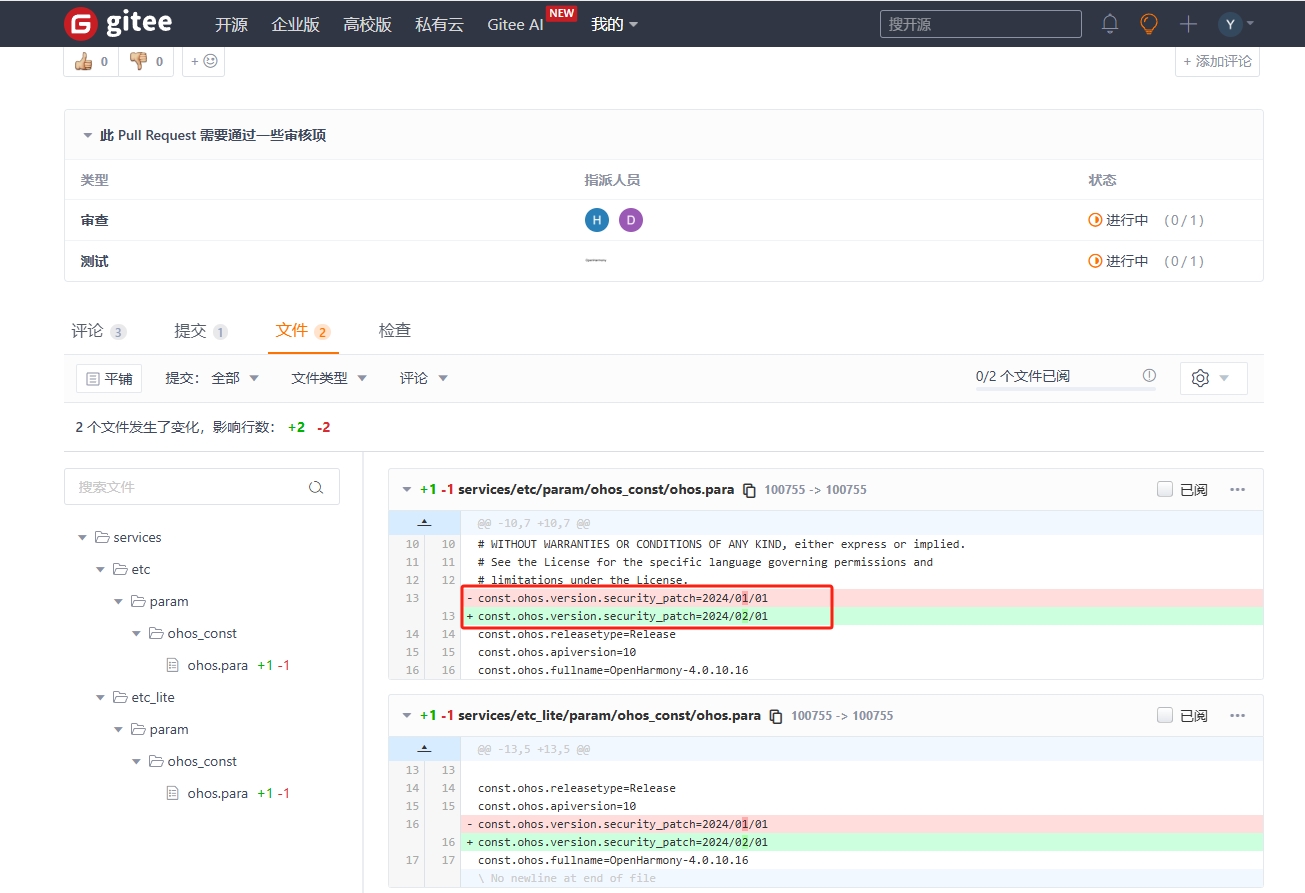 gitee 开源 企业版 高校版 私有云 Gitee AI NEW 我的 搜开源 Y
0 0 + + 添加评论
此 Pull Request 需要通过一些审核项
类型 指派人员 状态
审查 H D 进行中 (0/1)
测试 进行中 (0/1)
评论 3 提交 1 文件 2 检查
平铺 提交: 全部 文件类型 评论 0/2 个文件已阅
2 个文件发生了变化, 影响行数: +2 -2
搜索文件
services
etc
param
ohos_const
ohos.para +1 -1
etc_lite
param
ohos_const
ohos.para +1 -1
+1 -1 services/etc/param/ohos_const/ohos.para 100755 -> 100755 已阅 ···
@@ -10,7 +10,7 @@
10 10 # WITHOUT WARRANTIES OR CONDITIONS OF ANY KIND, either express or implied.
11 11 # See the License for the specific language governing permissions and
12 12 # limitations under the License.
13 - const.ohos.version.security_patch=2024/01/01
13 + const.ohos.version.security_patch=2024/02/01
14 14 const.ohos.releasetype=Release
15 15 const.ohos.apiversion=10
16 16 const.ohos.fullname=OpenHarmony-4.0.10.16
+1 -1 services/etc_lite/param/ohos_const/ohos.para 100755 -> 100755 已阅 ···
@@ -13,5 +13,5 @@
13 13
14 14 const.ohos.releasetype=Release
15 15 const.ohos.apiversion=10
16 - const.ohos.version.security_patch=2024/01/01
16 + const.ohos.version.security_patch=2024/02/01
17 17 const.ohos.fullname=OpenHarmony-4.0.10.16
\ No newline at end of file